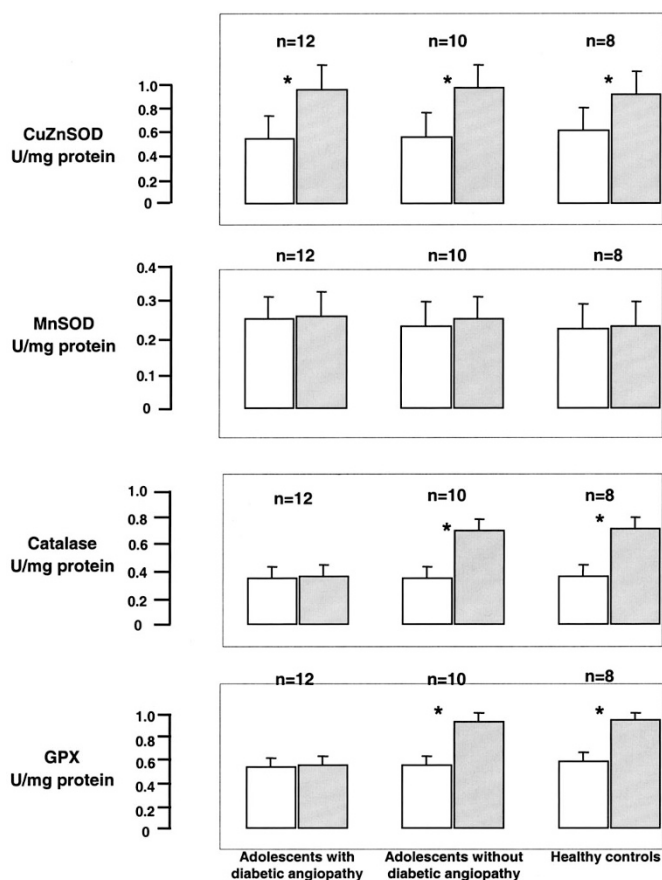 n=12 n=10 n=8
* * *
1.0
0.8
0.6
0.4
0.2
0
CuZnSOD
U/mg protein
n=12 n=10 n=8
0.4
0.3
0.2
0.1
0
MnSOD
U/mg protein
n=12 n=10 n=8
* *
1.0
0.8
0.6
0.4
0.2
0
Catalase
U/mg protein
n=12 n=10 n=8
* *
1.0
0.8
0.6
0.4
0.2
0
GPX
U/mg protein
Adolescents with
diabetic angiopathy
Adolescents without
diabetic angiopathy
Healthy controls